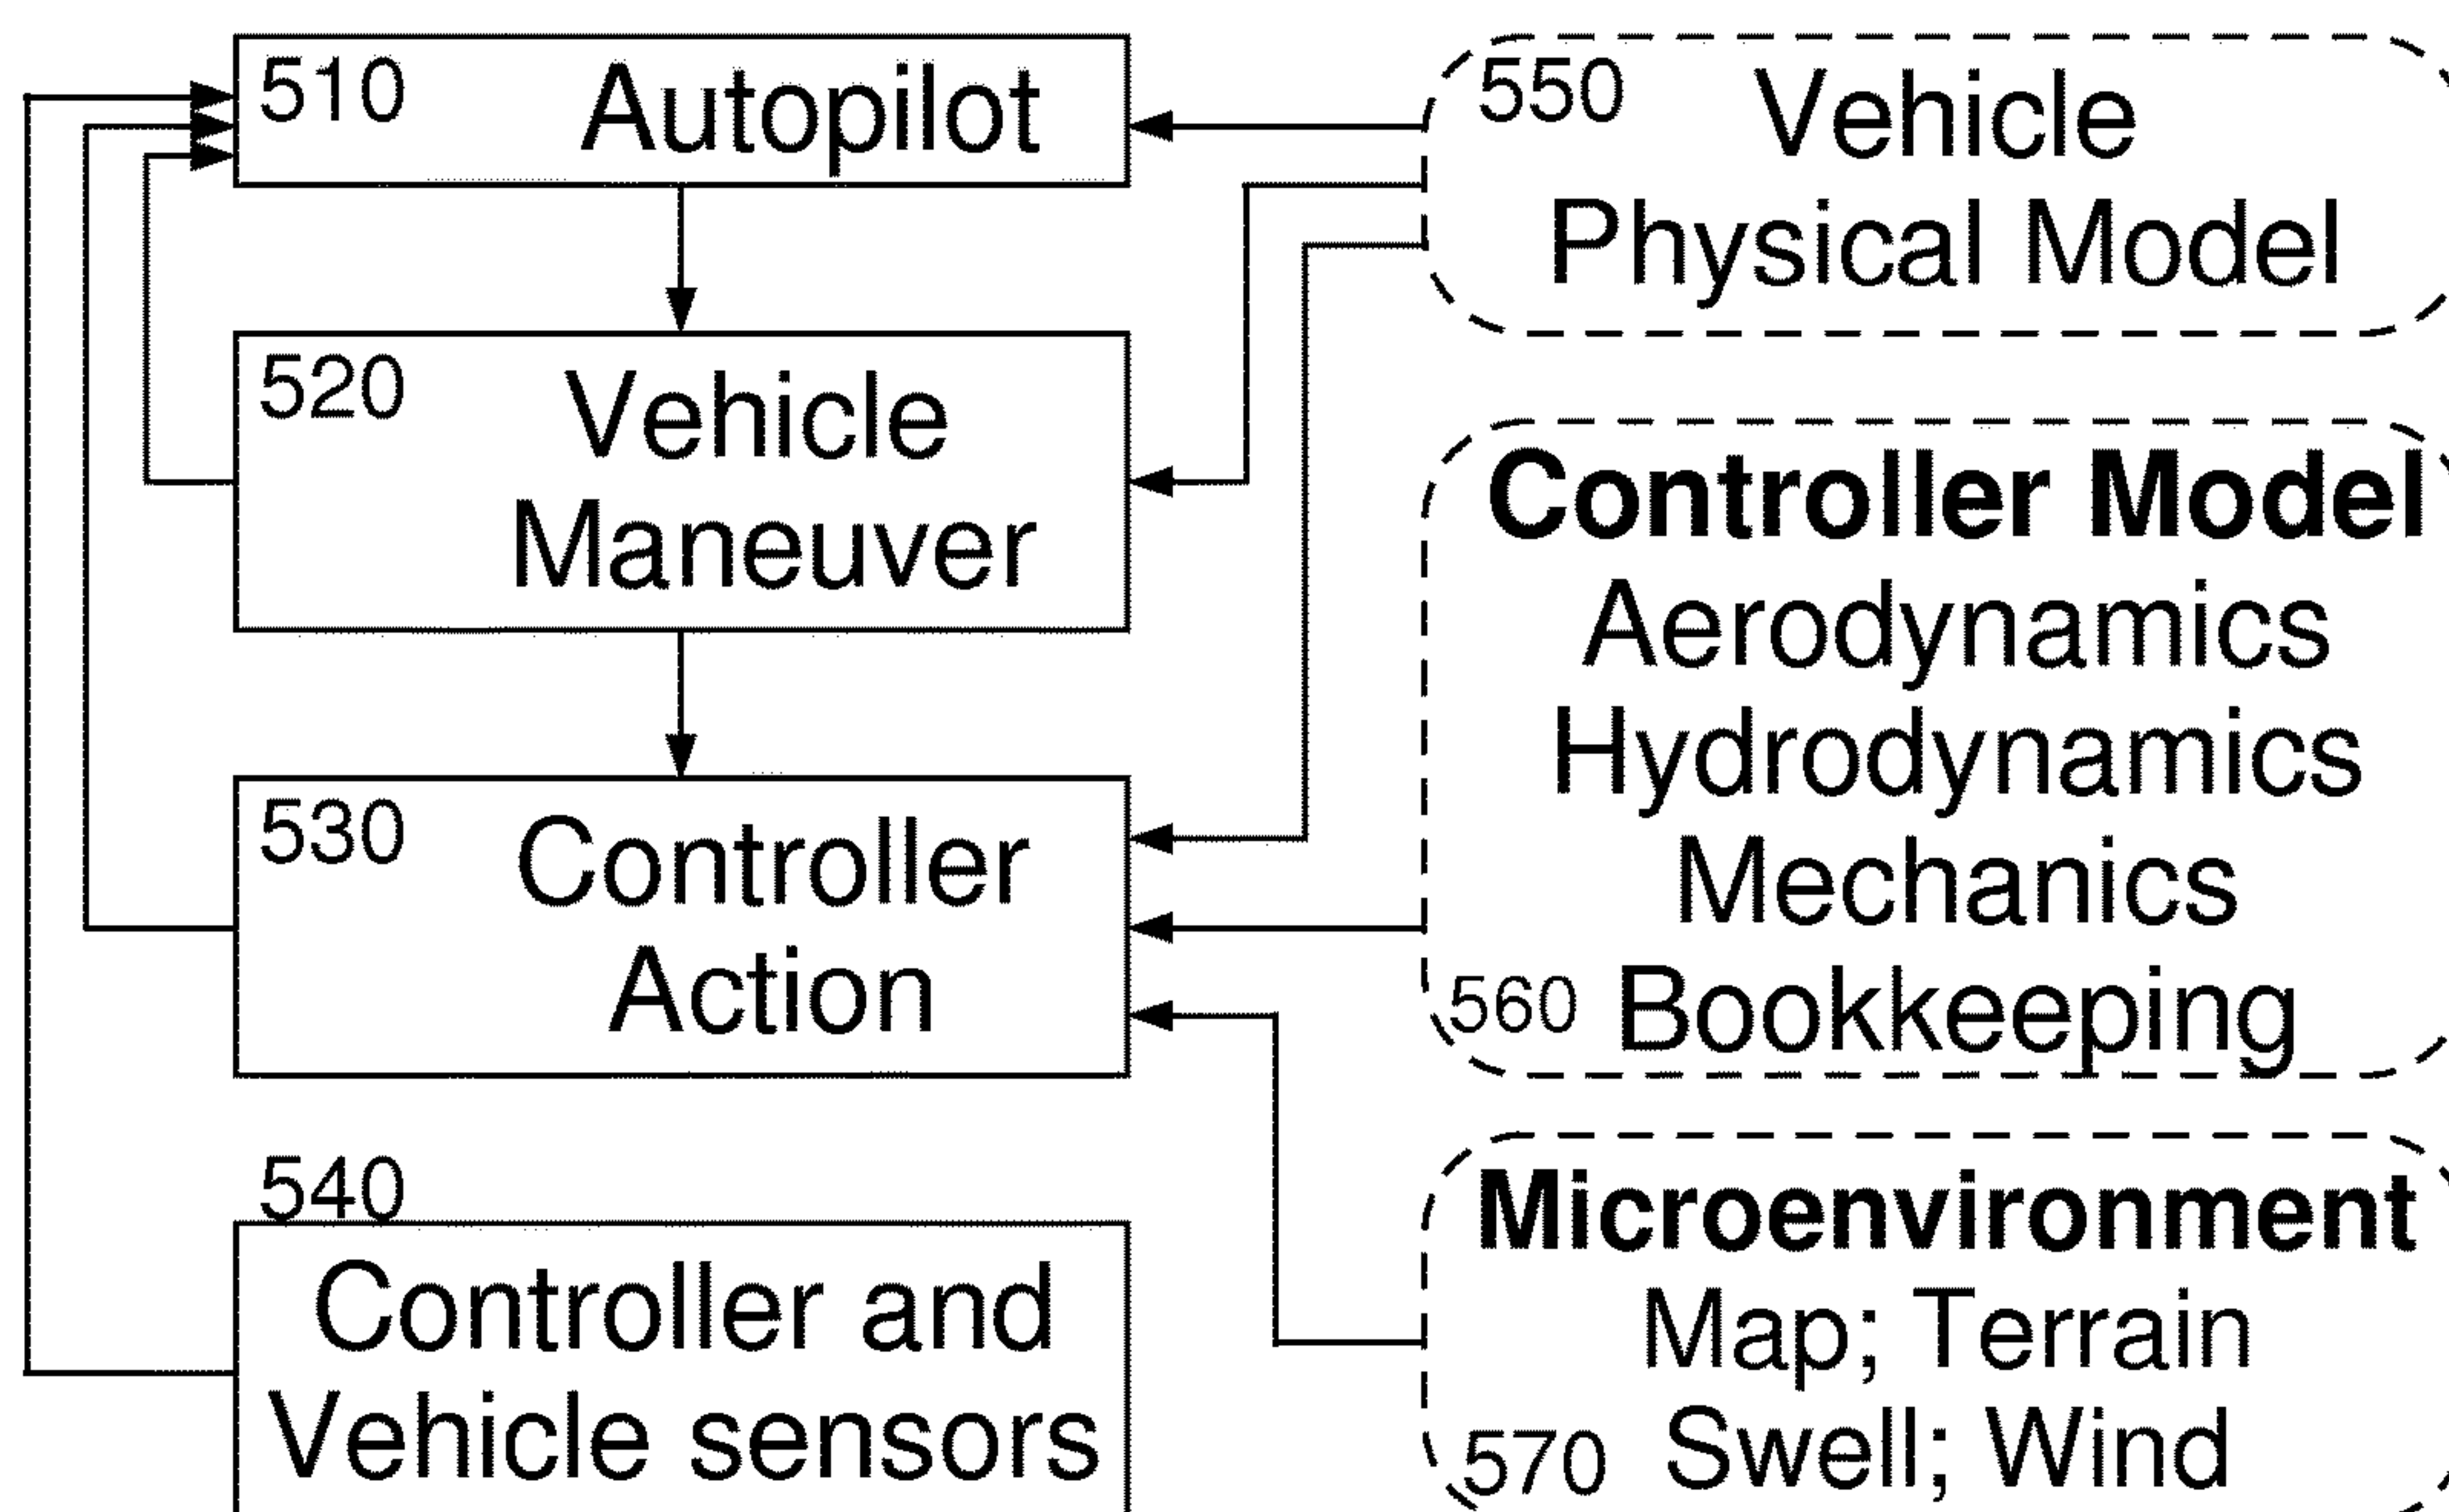 510 Autopilot
520 Vehicle
Maneuver
530 Controller
Action
540
Controller and
Vehicle sensors
550 Vehicle
Physical Model
Controller Model
Aerodynamics
Hydrodynamics
Mechanics
560 Bookkeeping
Microenvironment
Map; Terrain
570 Swell; Wind